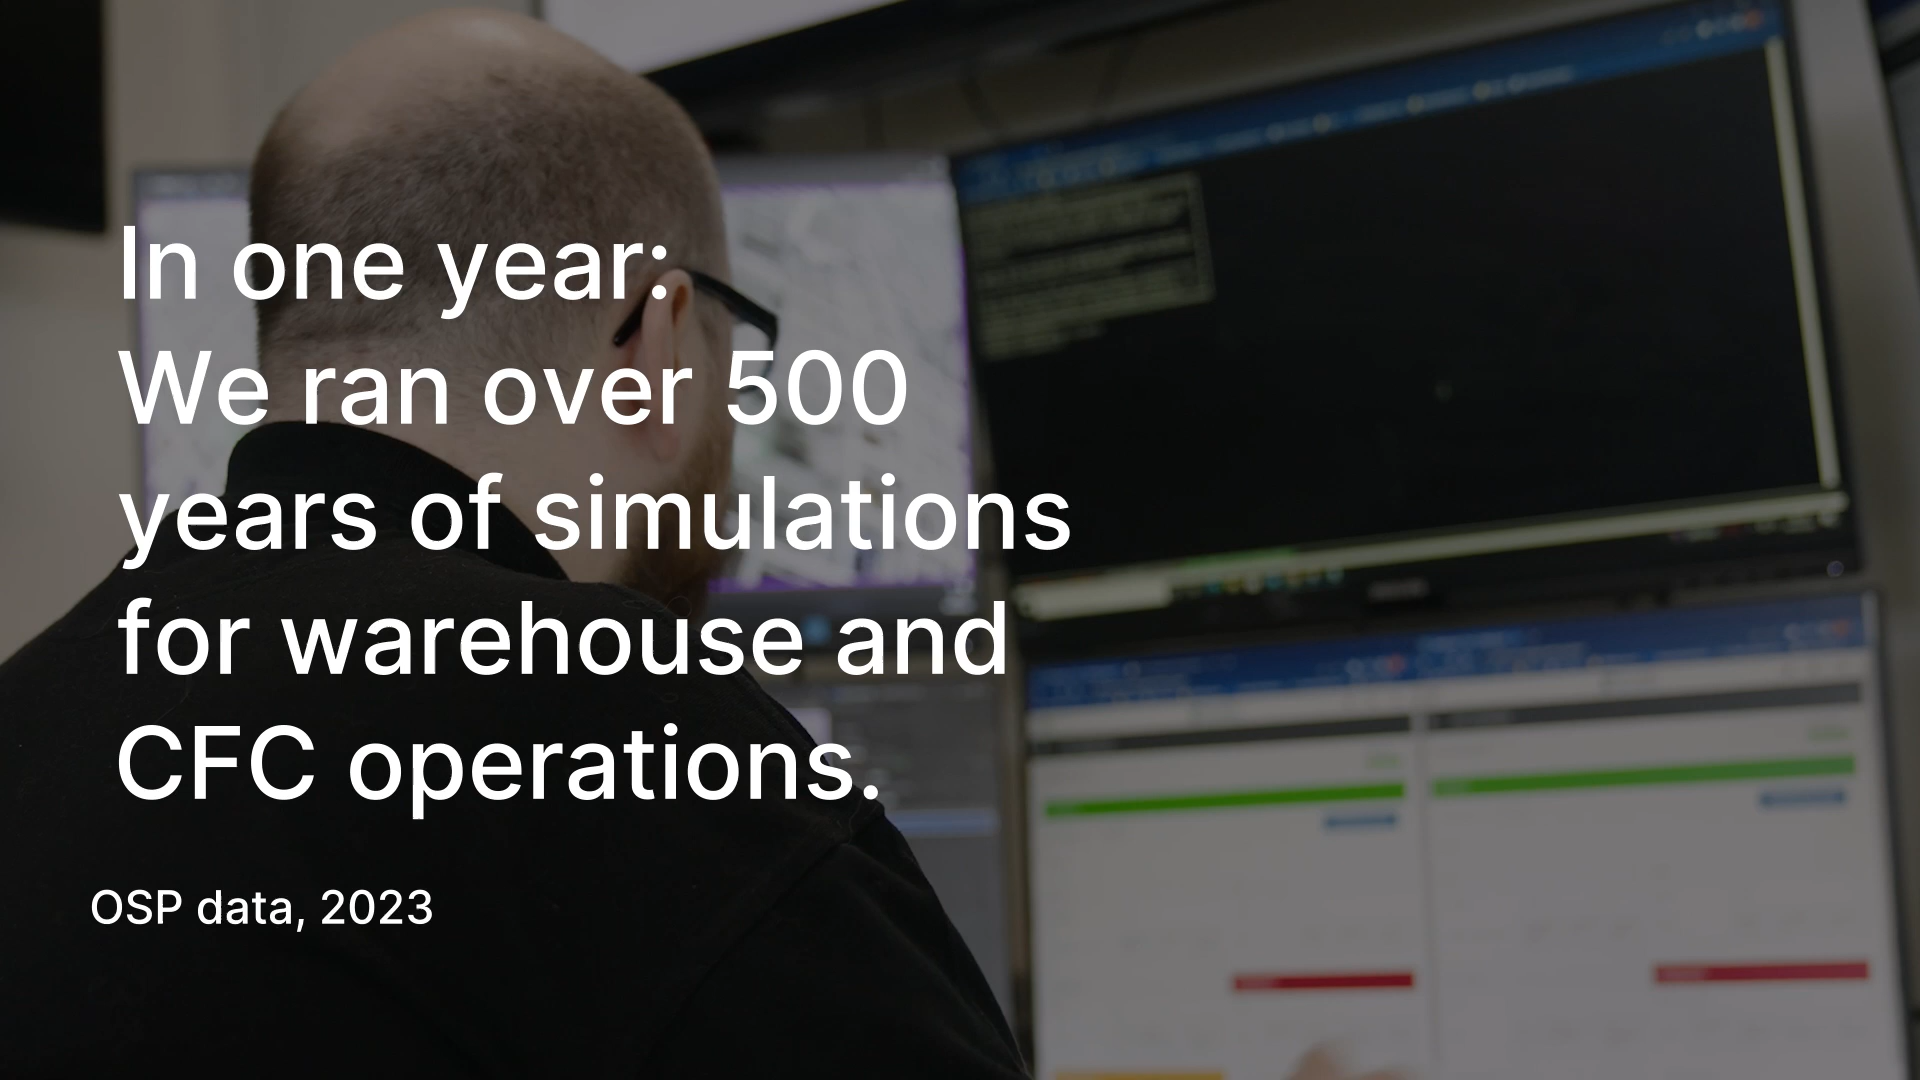 In one year:
We ran over 500
years of simulations
for warehouse and
CFC operations.
OSP data, 2023